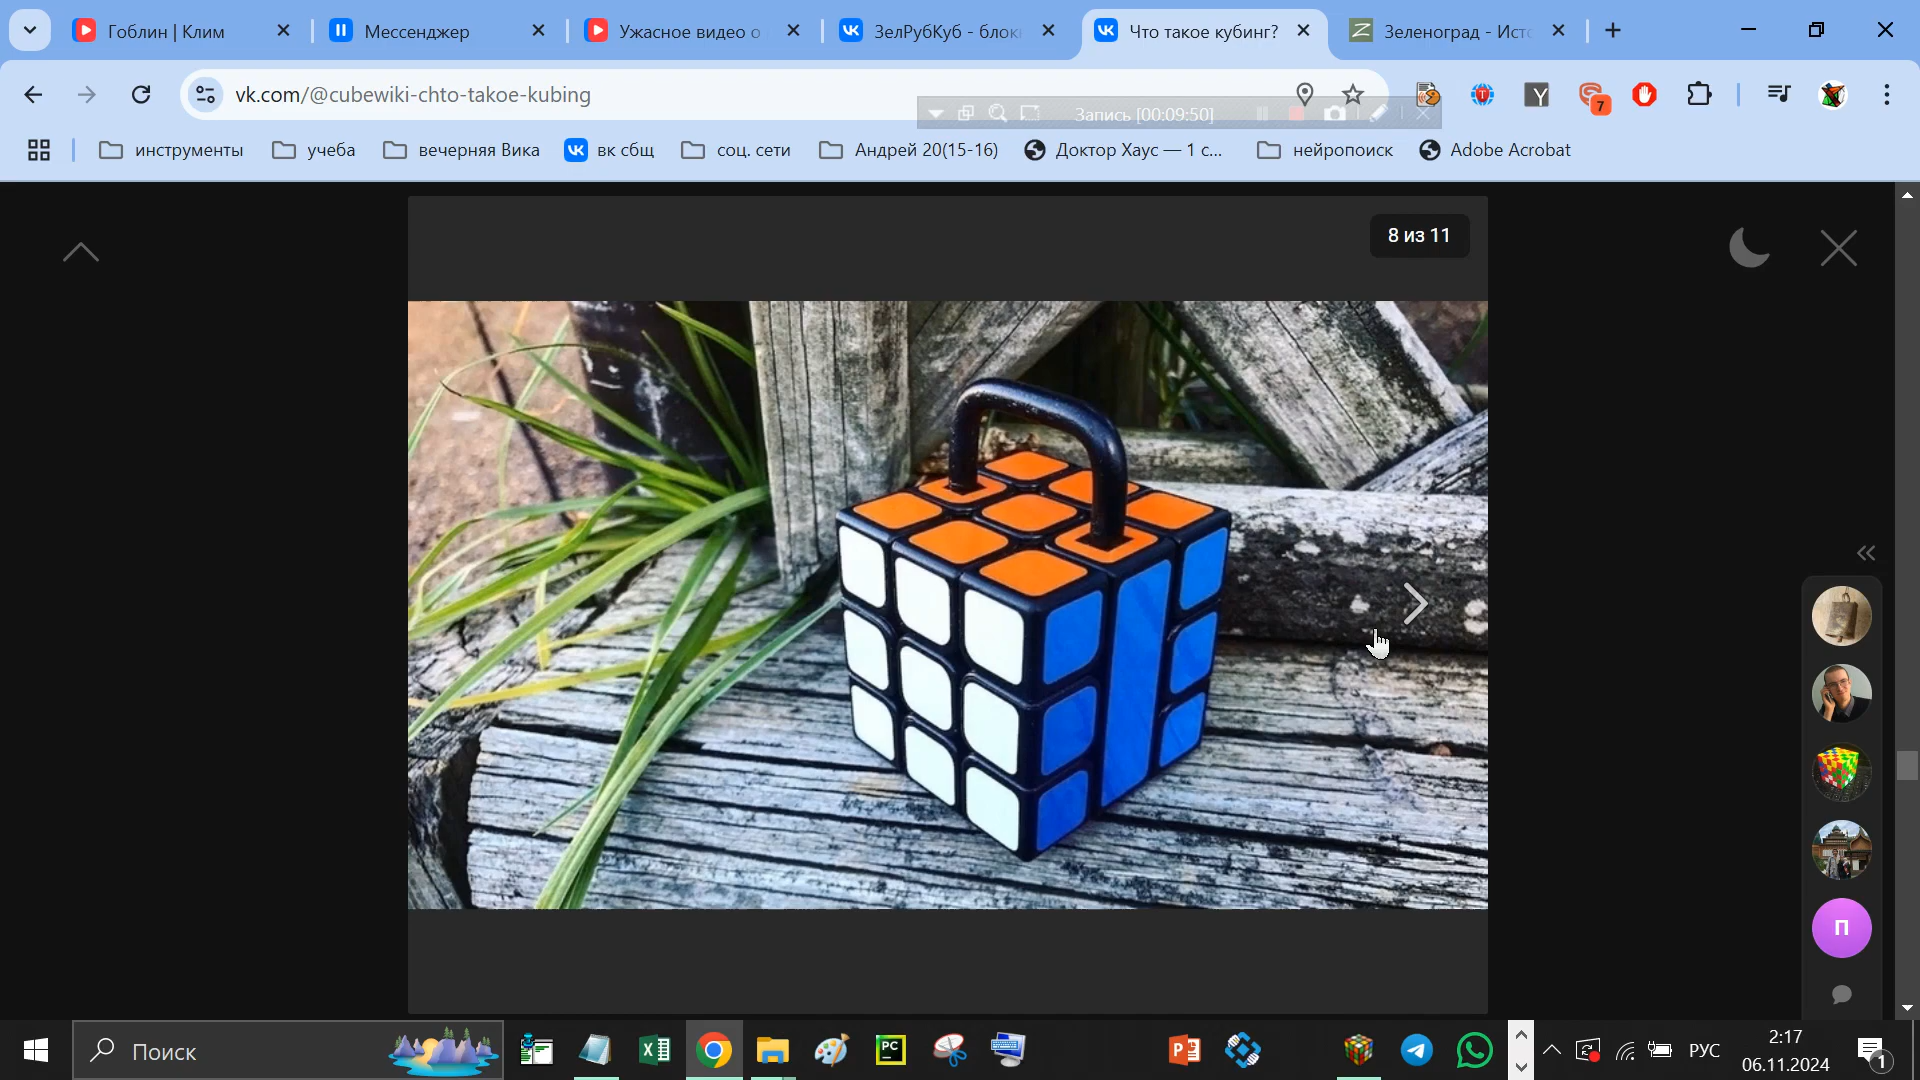 Гоблин | Клим
Мессенджер
Ужасное видео о
ЗелРубКуб - блок
Что такое кубинг?
Зеленоград - Исто
vk.com/@cubewiki-chto-takoe-kubing
7
Запись [00:09:50]
инструменты
учеба
вечерняя Вика
вк сбщ
соц. сети
Андрей 20(15-16)
Доктор Хаус — 1 с...
нейропоиск
Adobe Acrobat
8 из 11
П
Поиск
РУС
2:17
06.11.2024
1